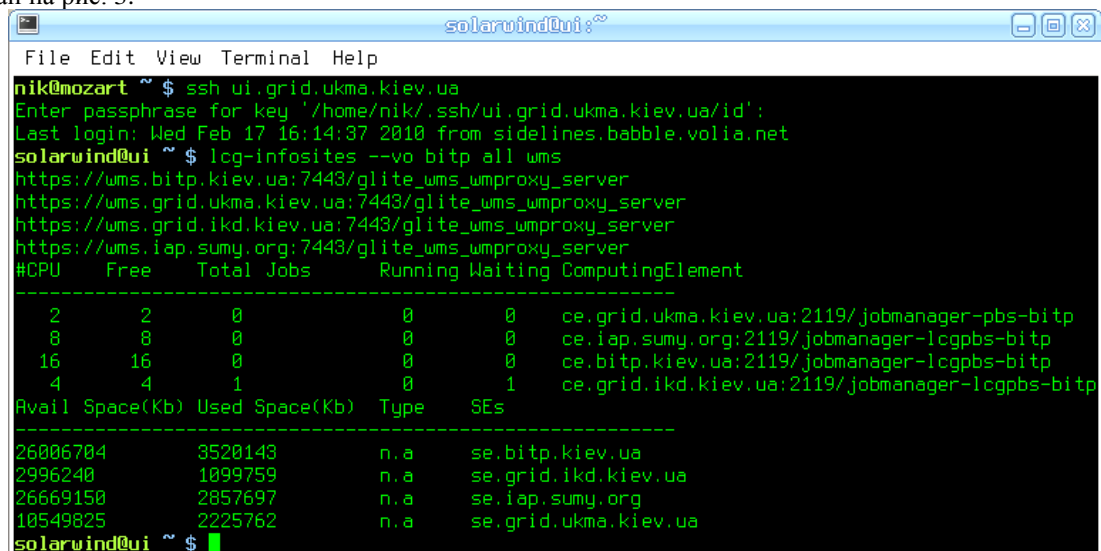 ан на рис. 3.
solarwind@ui:~
File Edit View Terminal Help
nik@mozart ~ $ ssh ui.grid.ukma.kiev.ua
Enter passphrase for key '/home/nik/.ssh/ui.grid.ukma.kiev.ua/id':
Last login: Wed Feb 17 16:14:37 2010 from sidelines.babble.volia.net
solarwind@ui ~ $ lcg-infosites --vo bitp all wms
https://wms.bitp.kiev.ua:7443/glite_wms_wmproxy_server
https://wms.grid.ukma.kiev.ua:7443/glite_wms_wmproxy_server
https://wms.grid.ikd.kiev.ua:7443/glite_wms_wmproxy_server
https://wms.iap.sumy.org:7443/glite_wms_wmproxy_server
#CPU Free Total Jobs Running Waiting ComputingElement
----------------------------------------------------------
2 2 0 0 0 ce.grid.ukma.kiev.ua:2119/jobmanager-pbs-bitp
8 8 0 0 0 ce.iap.sumy.org:2119/jobmanager-lcgpbs-bitp
16 16 0 0 0 ce.bitp.kiev.ua:2119/jobmanager-lcgpbs-bitp
4 4 1 0 1 ce.grid.ikd.kiev.ua:2119/jobmanager-lcgpbs-bitp
Avail Space(Kb) Used Space(Kb) Type SEs
----------------------------------------------------------
26006704 3520143 n.a se.bitp.kiev.ua
2996240 1099759 n.a se.grid.ikd.kiev.ua
26669150 2857697 n.a se.iap.sumy.org
10549825 2225762 n.a se.grid.ukma.kiev.ua
solarwind@ui ~ $